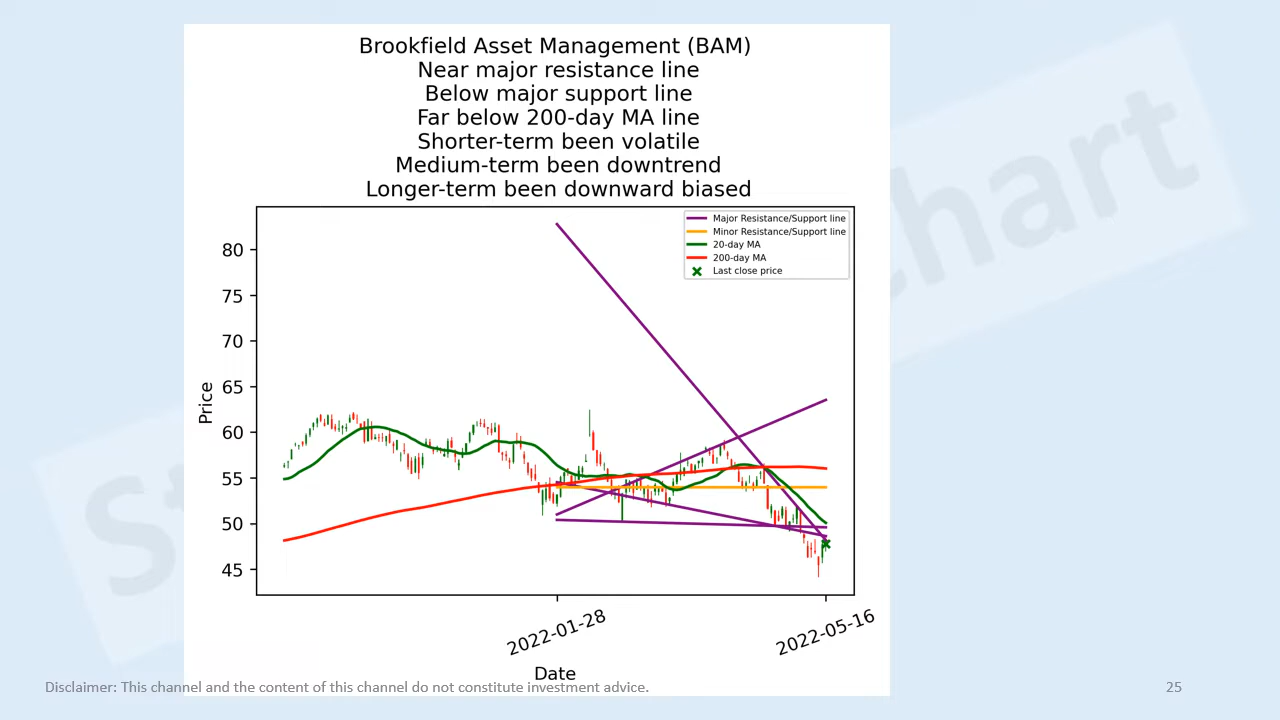 Brookfield Asset Management (BAM)
Near major resistance line
Below major support line
Far below 200-day MA line
Shorter-term been volatile
Medium-term been downtrend
Longer-term been downward biased
Major Resistance/Support line
Minor Resistance/Support line
20-day MA
200-day MA
Last close price
80
75
70
65
60
55
50
45
Price
2022-01-28
2022-05-16
Date
Disclaimer: This channel and the content of this channel do not constitute investment advice.
25